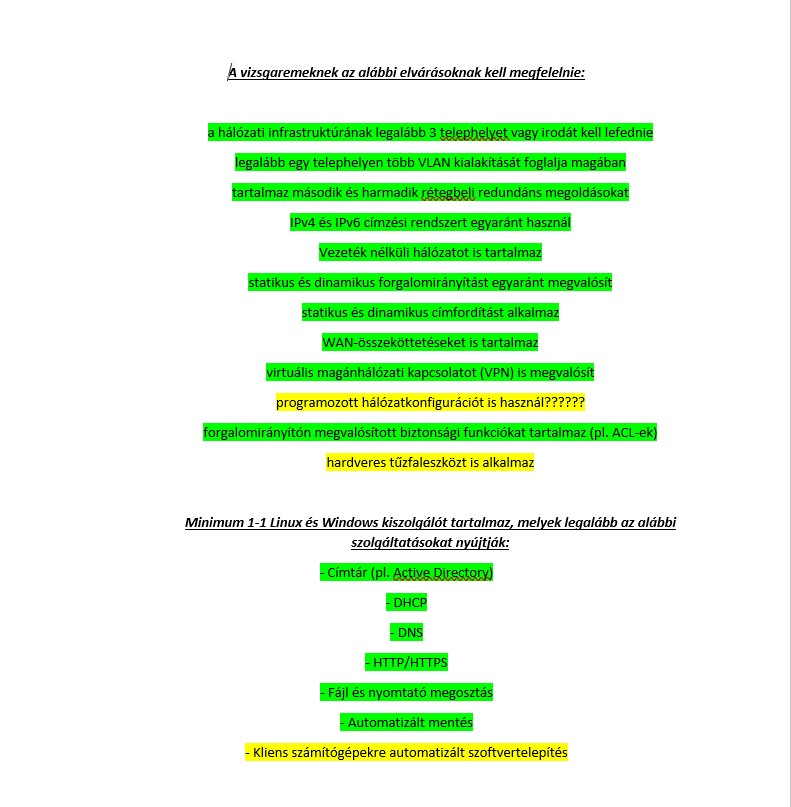 A vizsgaremeknek az alábbi elvárásoknak kell megfelelnie:
a hálózati infrastruktúrának legalább 3 telephelyet vagy irodát kell lefednie
legalább egy telephelyen több VLAN kialakítását foglalja magában
tartalmaz második és harmadik rétegbeli redundáns megoldásokat
IPv4 és IPv6 címzési rendszert egyaránt használ
Vezeték nélküli hálózatot is tartalmaz
statikus és dinamikus forgalomirányítást egyaránt megvalósít
statikus és dinamikus címfordítást alkalmaz
WAN-összeköttetéseket is tartalmaz
virtuális magánhálózati kapcsolatot (VPN) is megvalósít
programozott hálózatkonfigurációt is használ??????
forgalomirányítón megvalósított biztonsági funkciókat tartalmaz (pl. ACL-ek)
hardveres tűzfaleszközt is alkalmaz
Minimum 1-1 Linux és Windows kiszolgálót tartalmaz, melyek legalább az alábbi
szolgáltatásokat nyújtják:
- Címtár (pl. Active Directory)
- DHCP
- DNS
- HTTP/HTTPS
- Fájl és nyomtató megosztás
- Automatizált mentés
- Kliens számítógépekre automatizált szoftvertelepítés